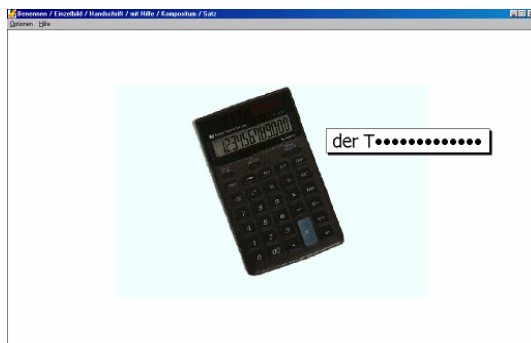 Benennen / Einzelbild / Handschrift / mit Hilfe / Kompositum / Satz
Optionen Hilfe
der T•••••••••••••